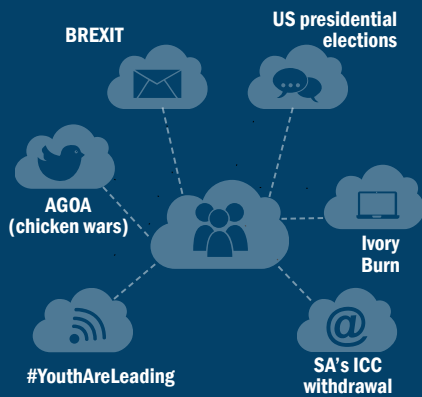 BREXIT
US presidential
elections
AGOA
(chicken wars)
Ivory
Burn
@
#YouthAreLeading
SA's ICC
withdrawal